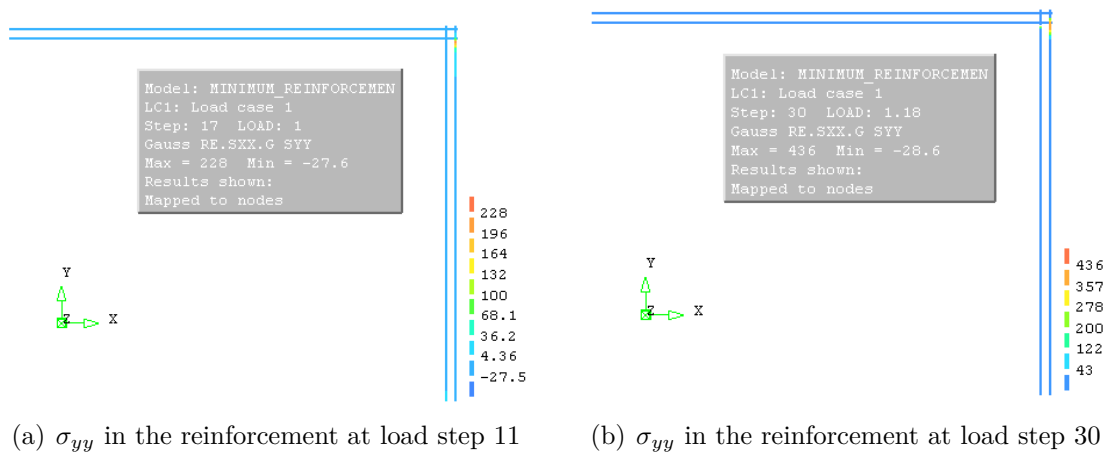 Model: MINIMUM_REINFORCEMEN
LC1: Load case 1
Step: 17 LOAD: 1
Gauss RE.SXX.G SYY
Max = 228 Min = -27.6
Results shown:
Mapped to nodes
228
196
164
132
100
68.1
36.2
4.36
-27.5
Y
Z
X
(a) σyy in the reinforcement at load step 11
Model: MINIMUM_REINFORCEMEN
LC1: Load case 1
Step: 30 LOAD: 1.18
Gauss RE.SXX.G SYY
Max = 436 Min = -28.6
Results shown:
Mapped to nodes
436
357
278
200
122
43
Y
Z
X
(b) σyy in the reinforcement at load step 30